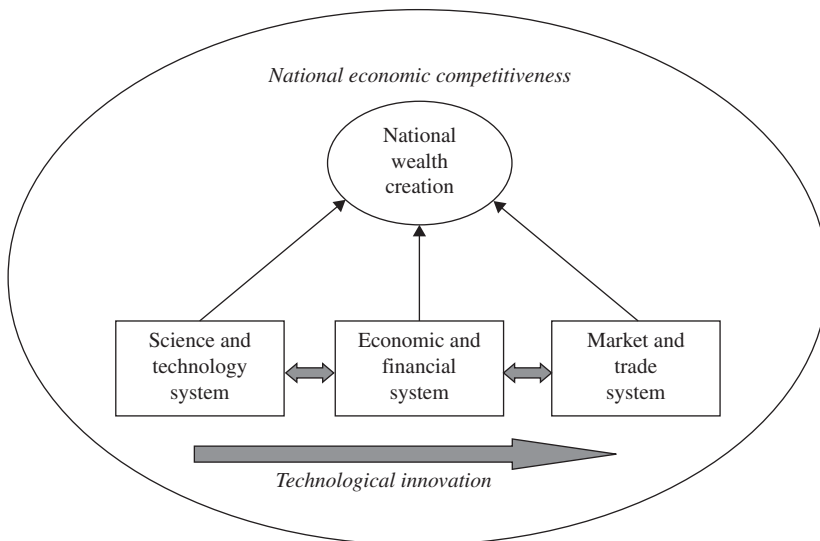 National economic competitiveness
National
wealth
creation
Science and
technology
system
Economic and
financial
system
Market and
trade
system
Technological innovation